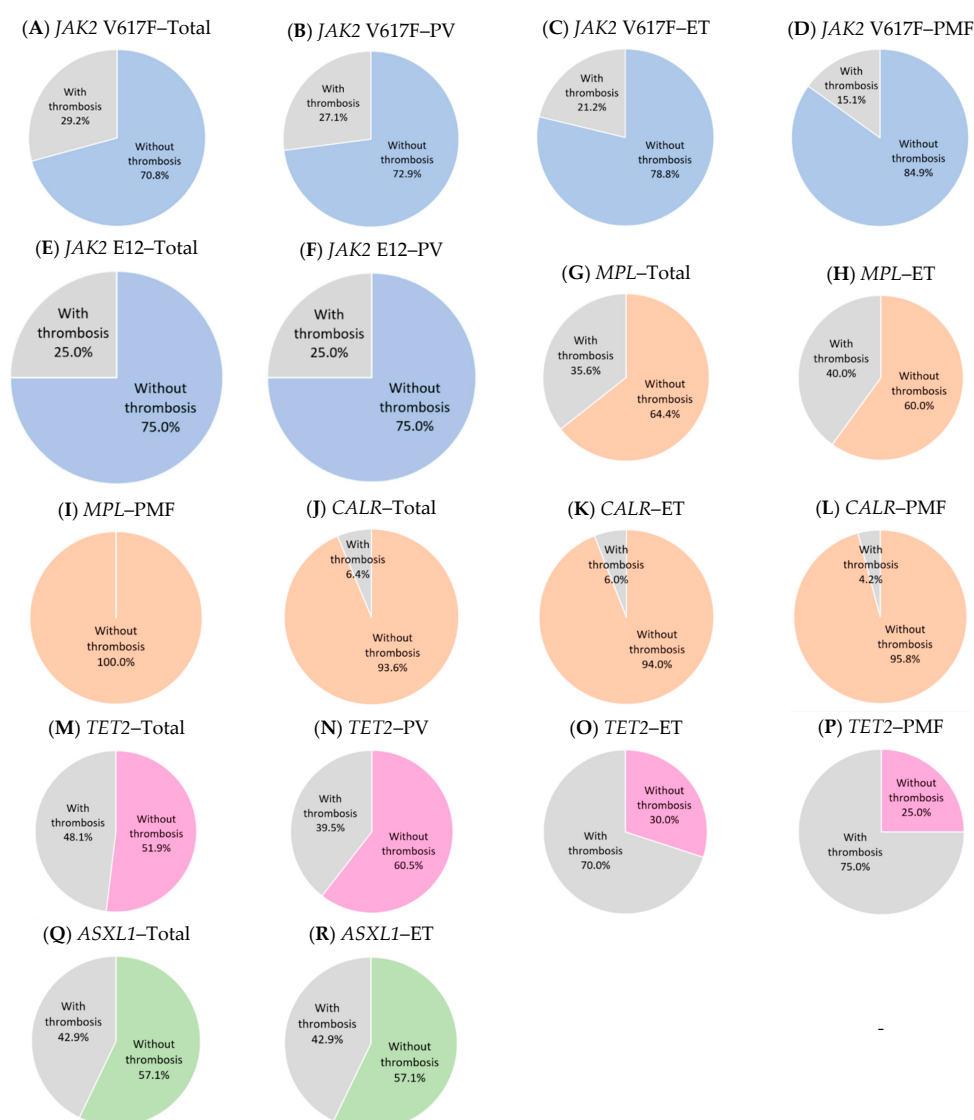 (A) JAK2 V617F–Total
(B) JAK2 V617F–PV
(C) JAK2 V617F–ET
(D) JAK2 V617F–PMF
With
thrombosis
29.2%
Without
thrombosis
70.8%
With
thrombosis
27.1%
Without
thrombosis
72.9%
With
thrombosis
21.2%
Without
thrombosis
78.8%
With
thrombosis
15.1%
Without
thrombosis
84.9%
(E) JAK2 E12–Total
(F) JAK2 E12–PV
(G) MPL–Total
(H) MPL–ET
With
thrombosis
25.0%
Without
thrombosis
75.0%
With
thrombosis
25.0%
Without
thrombosis
75.0%
With
thrombosis
35.6%
Without
thrombosis
64.4%
With
thrombosis
40.0%
Without
thrombosis
60.0%
(I) MPL–PMF
(J) CALR–Total
(K) CALR–ET
(L) CALR–PMF
Without
thrombosis
100.0%
With
thrombosis
6.4%
Without
thrombosis
93.6%
With
thrombosis
6.0%
Without
thrombosis
94.0%
With
thrombosis
4.2%
Without
thrombosis
95.8%
(M) TET2–Total
(N) TET2–PV
(O) TET2–ET
(P) TET2–PMF
With
thrombosis
48.1%
Without
thrombosis
51.9%
With
thrombosis
39.5%
Without
thrombosis
60.5%
Without
thrombosis
30.0%
With
thrombosis
70.0%
Without
thrombosis
25.0%
With
thrombosis
75.0%
(Q) ASXL1–Total
(R) ASXL1–ET
With
thrombosis
42.9%
Without
thrombosis
57.1%
With
thrombosis
42.9%
Without
thrombosis
57.1%
-